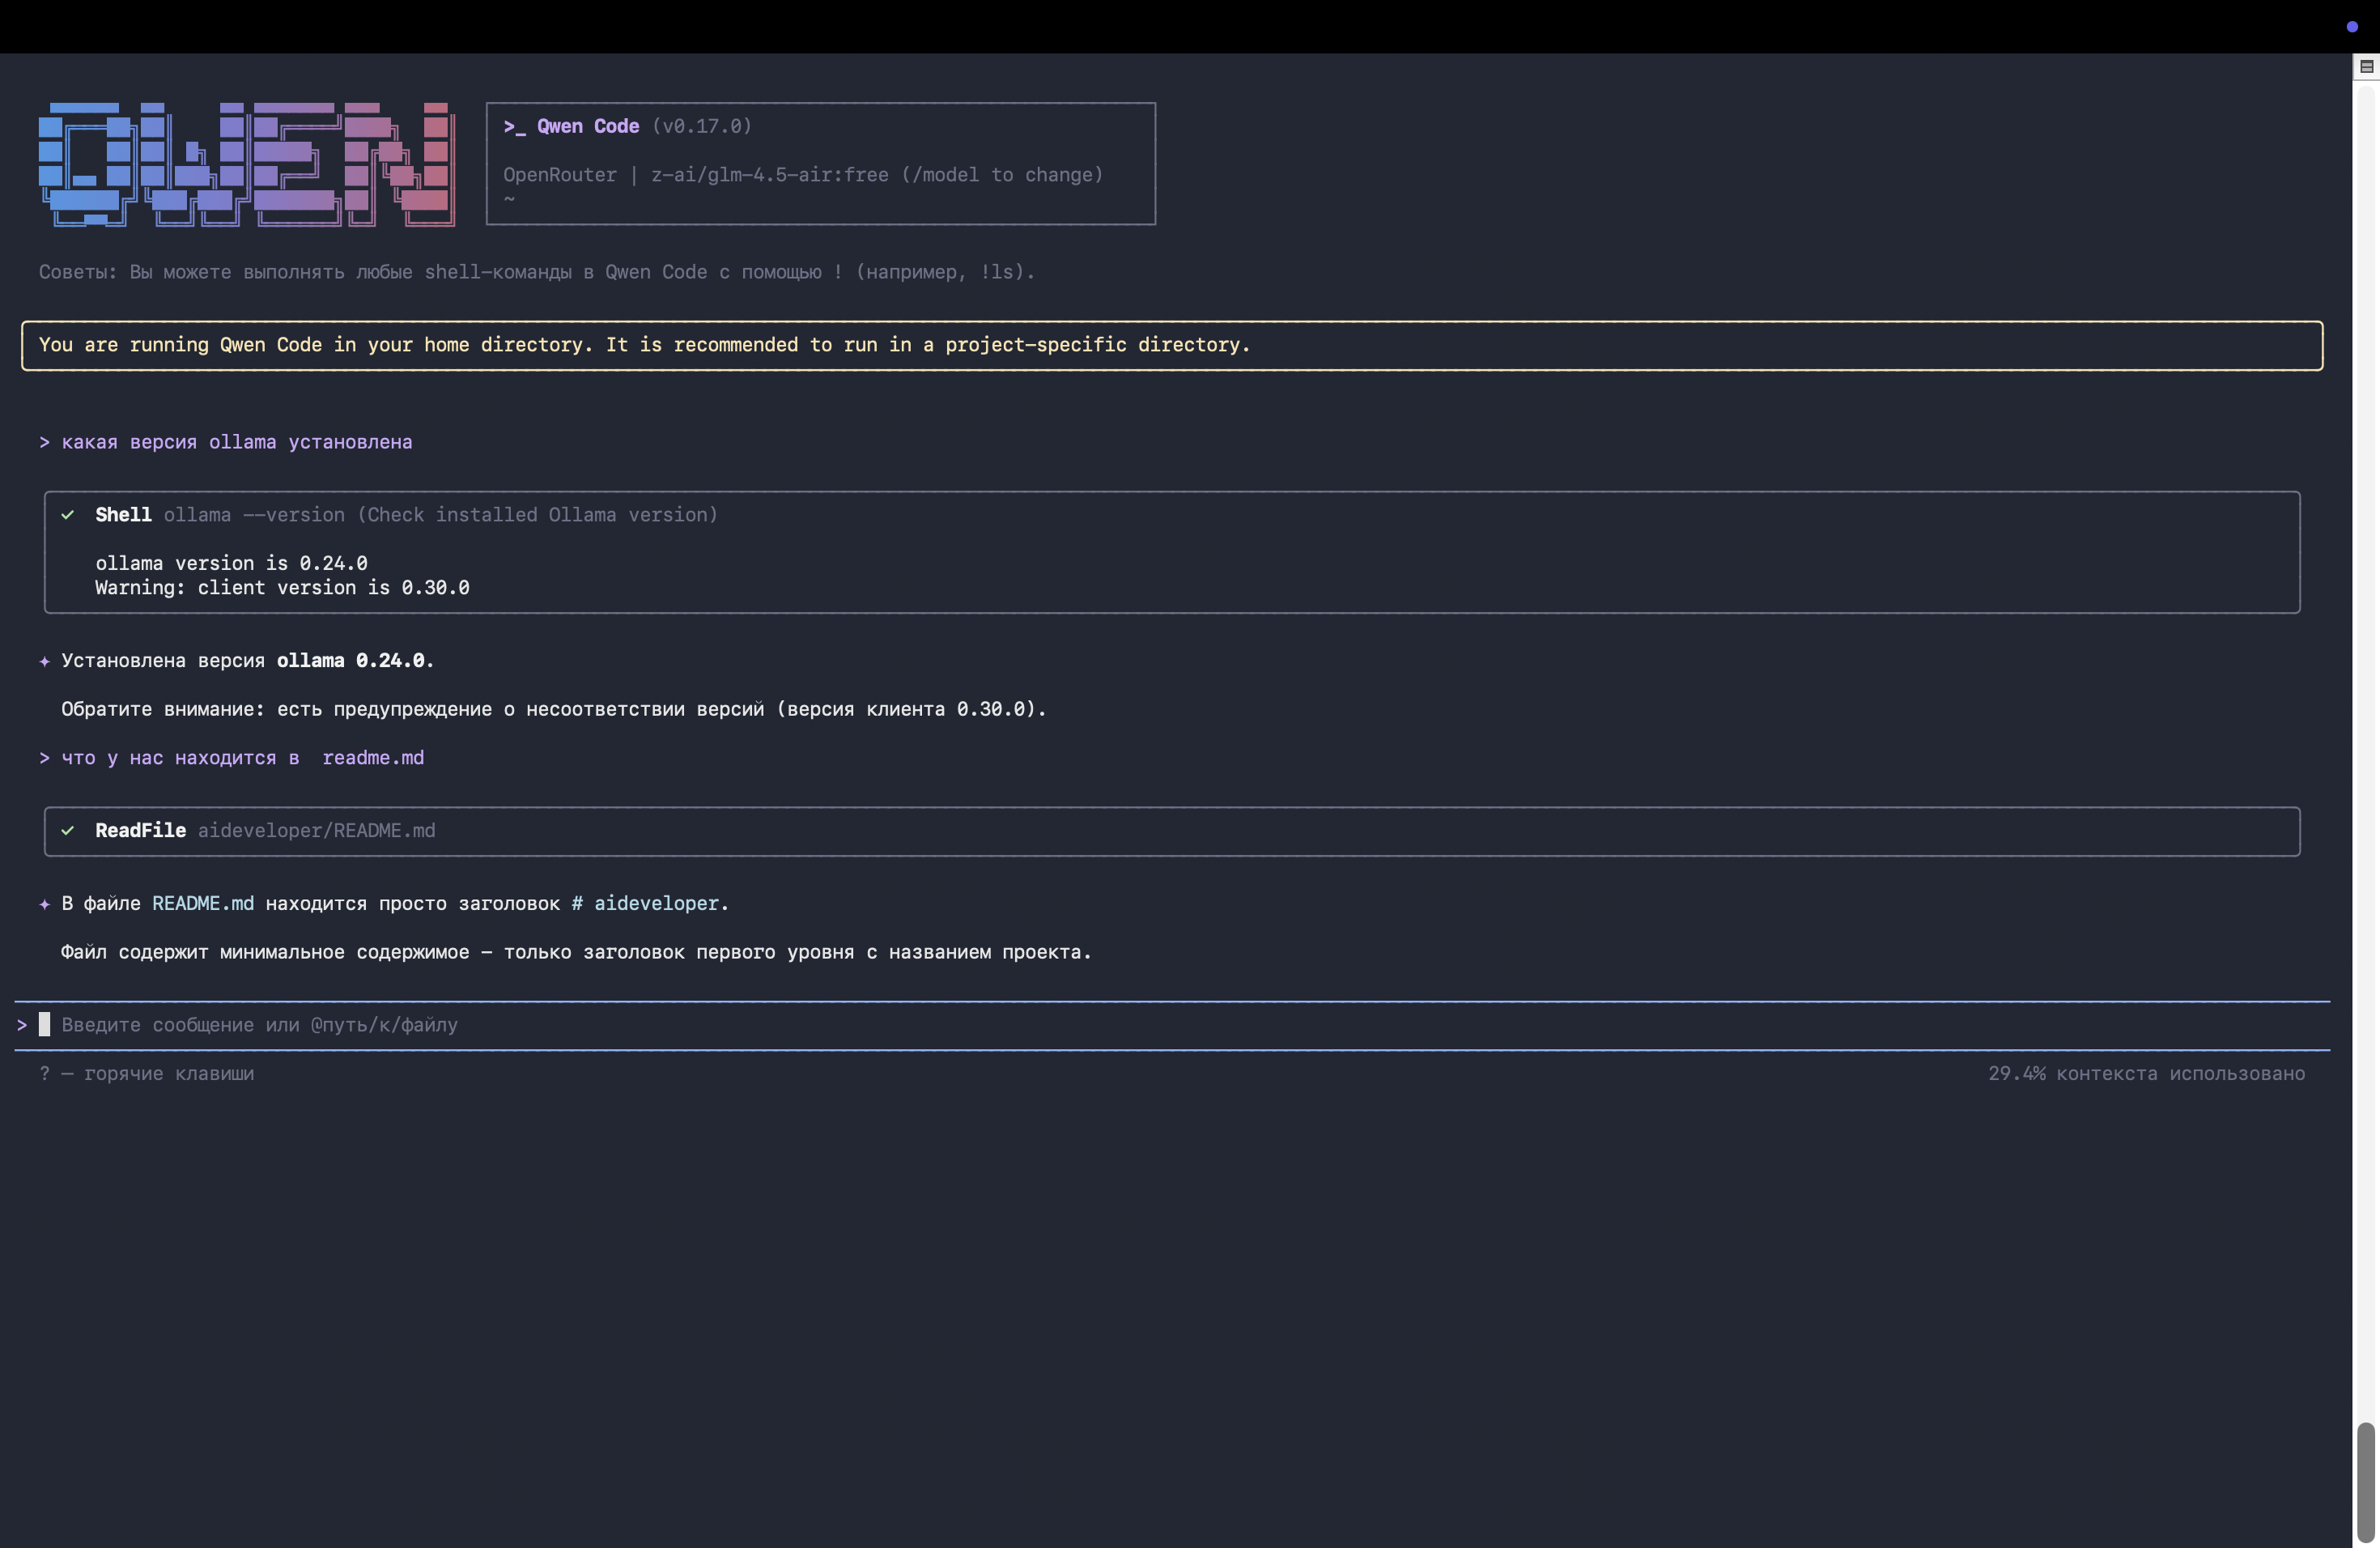 QWEN
>_ Qwen Code (v0.17.0)
OpenRouter | z-ai/glm-4.5-air:free (/model to change)
~
Советы: Вы можете выполнять любые shell-команды в Qwen Code с помощью ! (например, !ls).
You are running Qwen Code in your home directory. It is recommended to run in a project-specific directory.
> какая версия ollama установлена
✓ Shell ollama --version (Check installed Ollama version)
ollama version is 0.24.0
Warning: client version is 0.30.0
✦ Установлена версия ollama 0.24.0.
Обратите внимание: есть предупреждение о несоответствии версий (версия клиента 0.30.0).
> что у нас находится в  readme.md
✓ ReadFile aideveloper/README.md
✦ В файле README.md находится просто заголовок # aideveloper.
Файл содержит минимальное содержимое — только заголовок первого уровня с названием проекта.
> Введите сообщение или @путь/к/файлу
? — горячие клавиши
29.4% контекста использовано